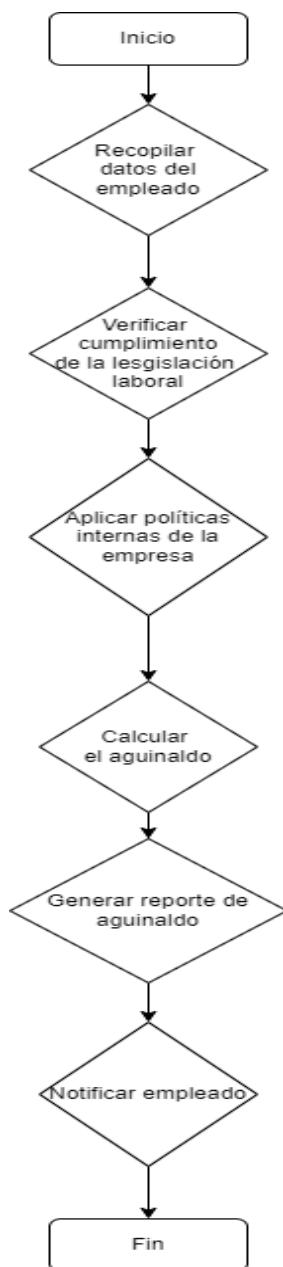 Inicio
Recopilar
datos del
empleado
Verificar
cumplimiento
de la lesgislación
laboral
Aplicar políticas
internas de la
empresa
Calcular
el aguinaldo
Generar reporte de
aguinaldo
Notificar empleado
Fin